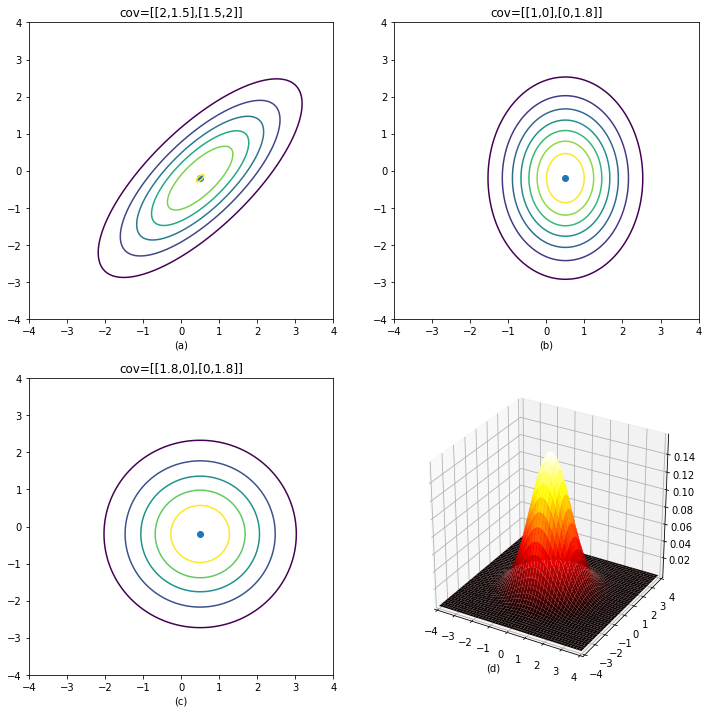 cov=[[2,1.5],[1.5,2]]
4
3
2
1
0
−1
−2
−3
−4
−4 −3 −2 −1 0 1 2 3 4
(a)
cov=[[1,0],[0,1.8]]
4
3
2
1
0
−1
−2
−3
−4
−4 −3 −2 −1 0 1 2 3 4
(b)
cov=[[1.8,0],[0,1.8]]
4
3
2
1
0
−1
−2
−3
−4
−4 −3 −2 −1 0 1 2 3 4
(c)
0.14
0.12
0.10
0.08
0.06
0.04
0.02
−4 −3 −2 −1 0 1 2 3 4
−4 −3 −2 −1 0 1 2 3 4
(d)